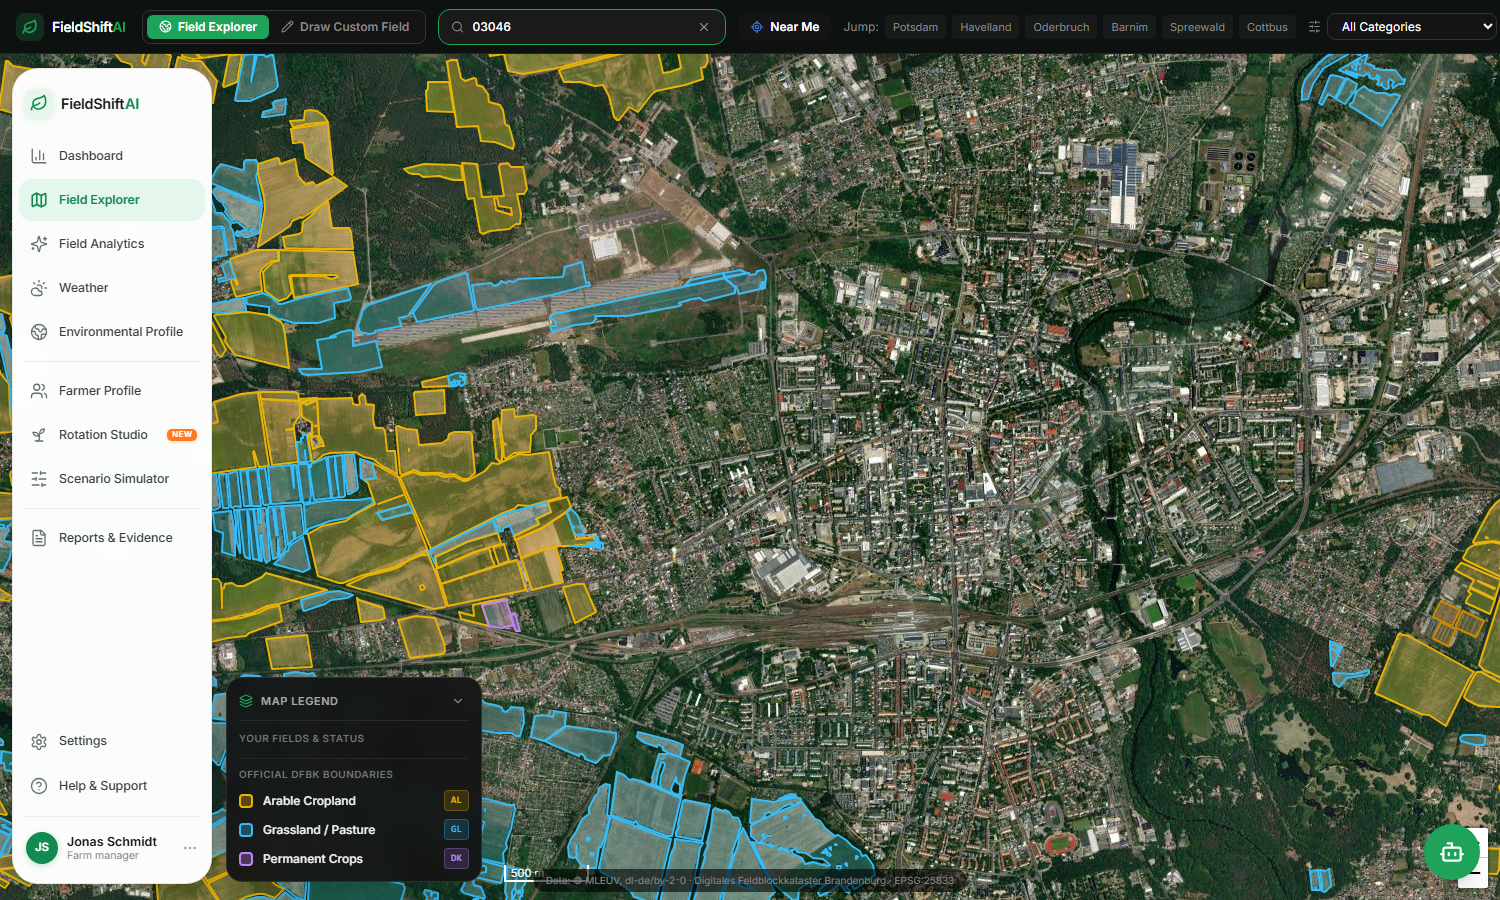 FieldShiftAI
Field Explorer
Draw Custom Field
03046
Near Me
Jump:
Potsdam
Havelland
Oderbruch
Barnim
Spreewald
Cottbus
All Categories
FieldShiftAI
Dashboard
Field Explorer
Field Analytics
Weather
Environmental Profile
Farmer Profile
Rotation Studio
NEW
Scenario Simulator
Reports & Evidence
Settings
Help & Support
JS
Jonas Schmidt
Farm manager
MAP LEGEND
YOUR FIELDS & STATUS
OFFICIAL DFBK BOUNDARIES
Arable Cropland
AL
Grassland / Pasture
GL
Permanent Crops
DK
500 m
Data: © MLEUV, dl-de/by-2-0 · Digitales Feldblockkataster Brandenburg · EPSG:25833